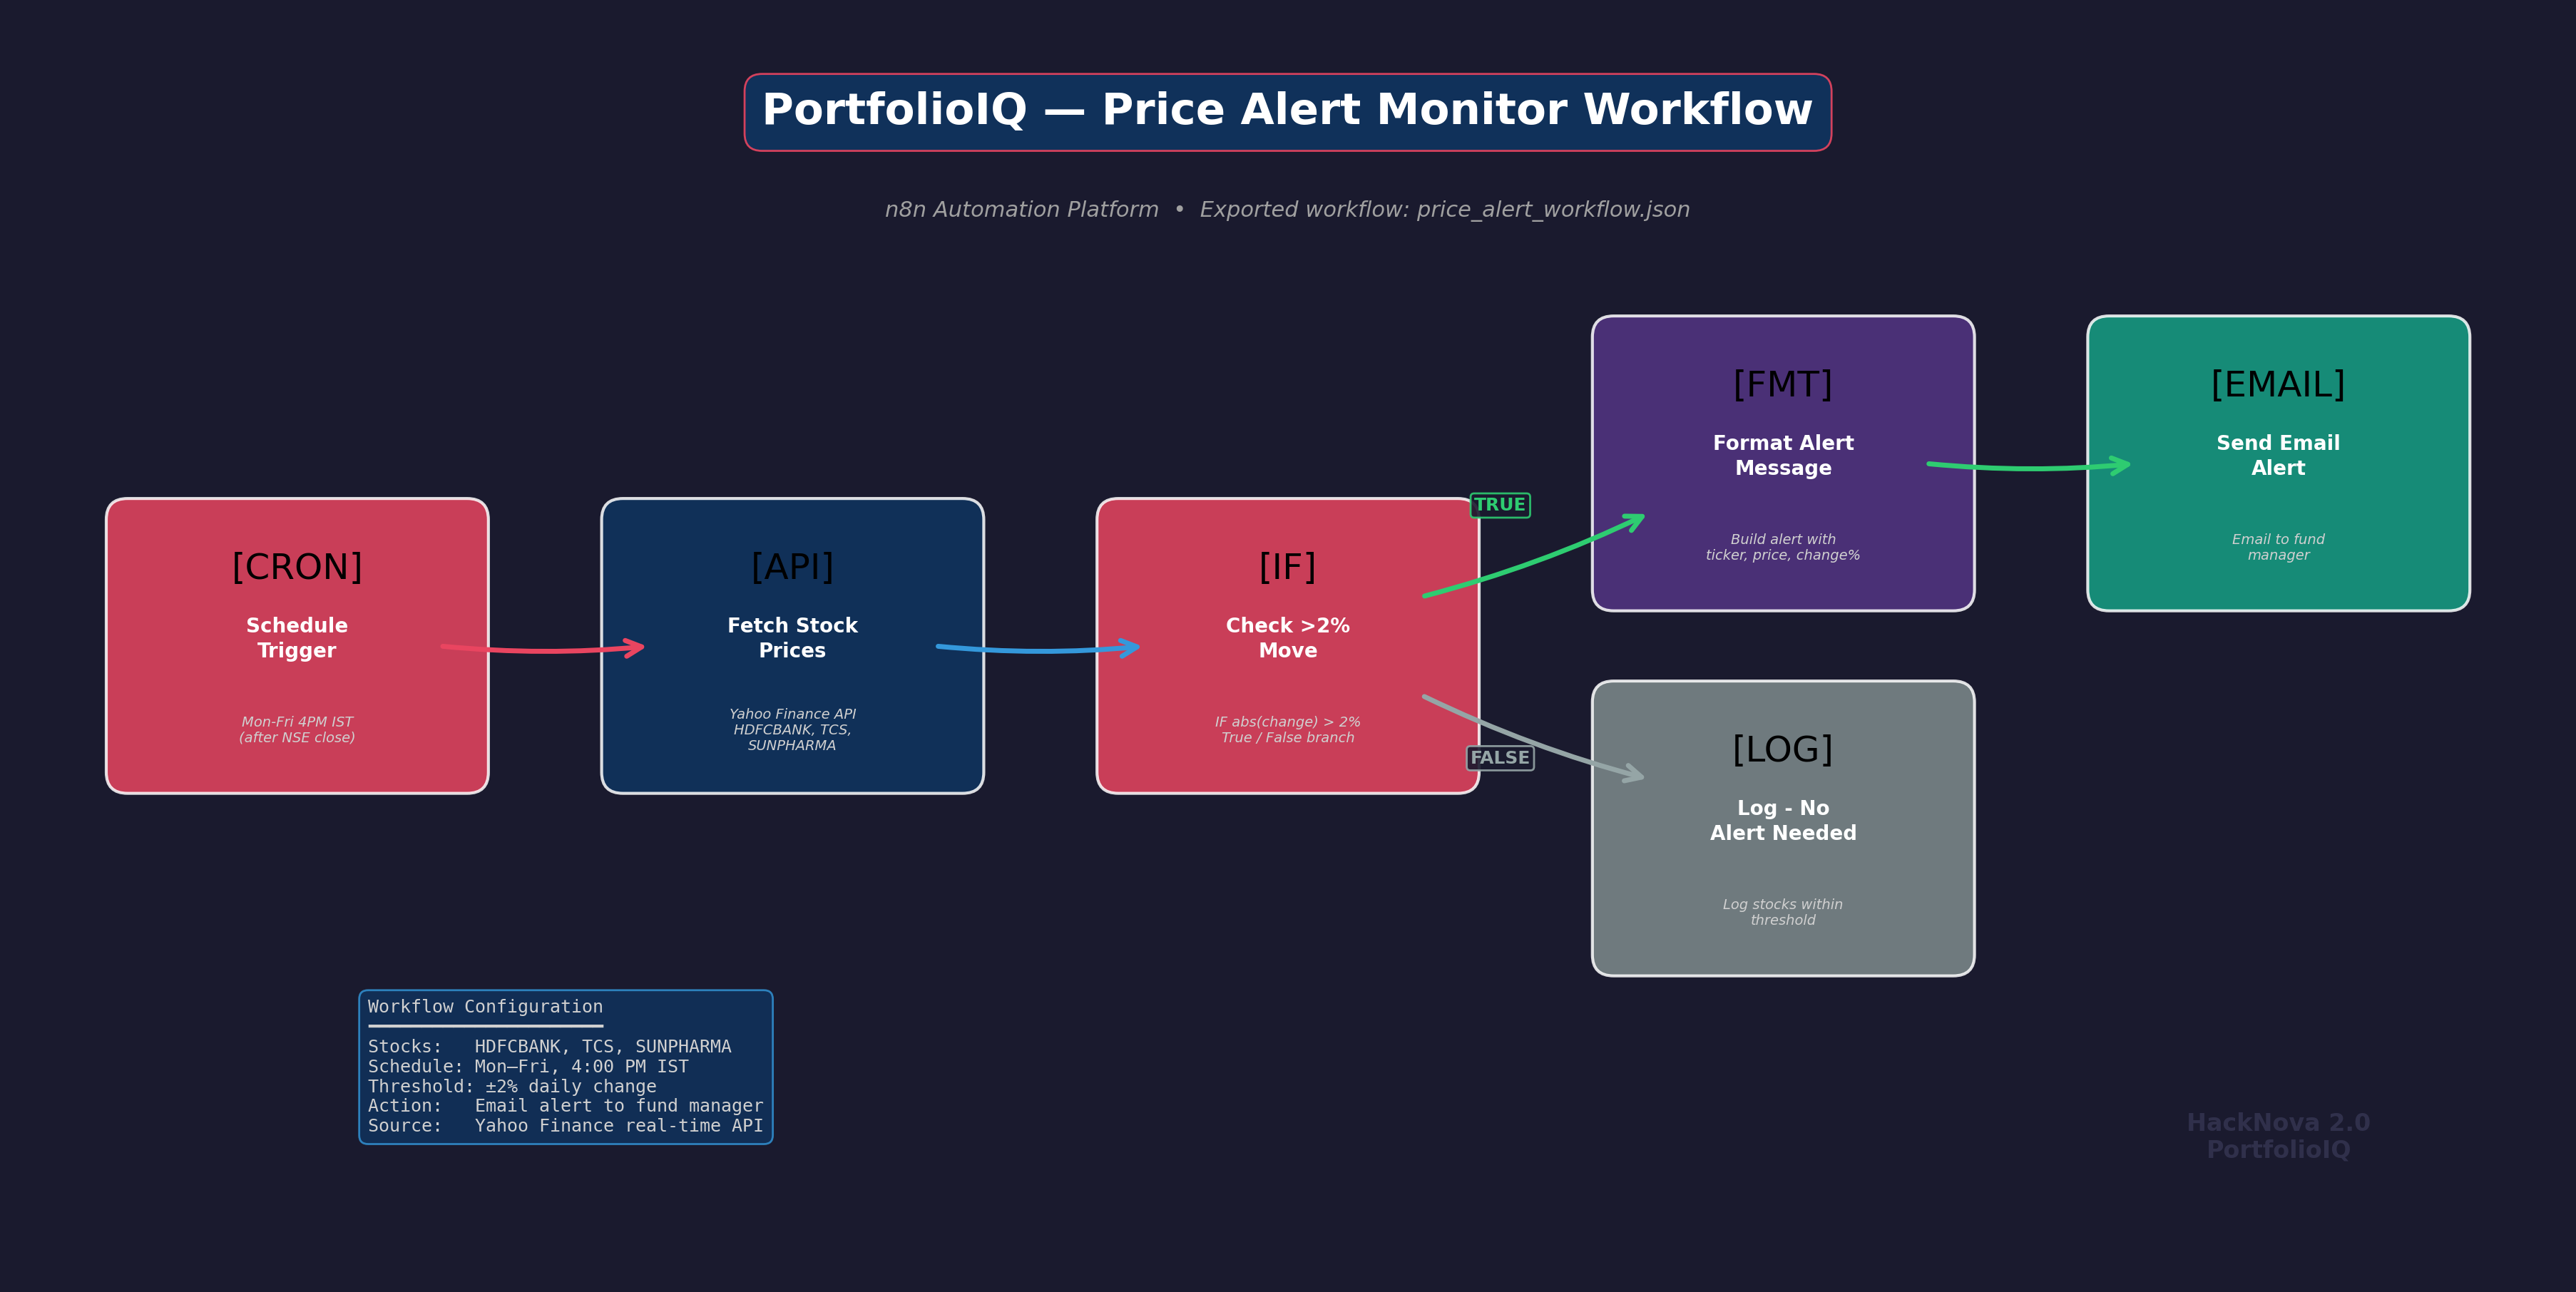 PortfolioIQ — Price Alert Monitor Workflow
n8n Automation Platform • Exported workflow: price_alert_workflow.json
[CRON]
Schedule
Trigger
Mon-Fri 4PM IST
(after NSE close)
[API]
Fetch Stock
Prices
Yahoo Finance API
HDFCBANK, TCS,
SUNPHARMA
[IF]
Check >2%
Move
IF abs(change) > 2%
True / False branch
TRUE
FALSE
[FMT]
Format Alert
Message
Build alert with
ticker, price, change%
[EMAIL]
Send Email
Alert
Email to fund
manager
[LOG]
Log - No
Alert Needed
Log stocks within
threshold
Workflow Configuration
Stocks: HDFCBANK, TCS, SUNPHARMA
Schedule: Mon–Fri, 4:00 PM IST
Threshold: ±2% daily change
Action: Email alert to fund manager
Source: Yahoo Finance real-time API
HackNova 2.0
PortfolioIQ